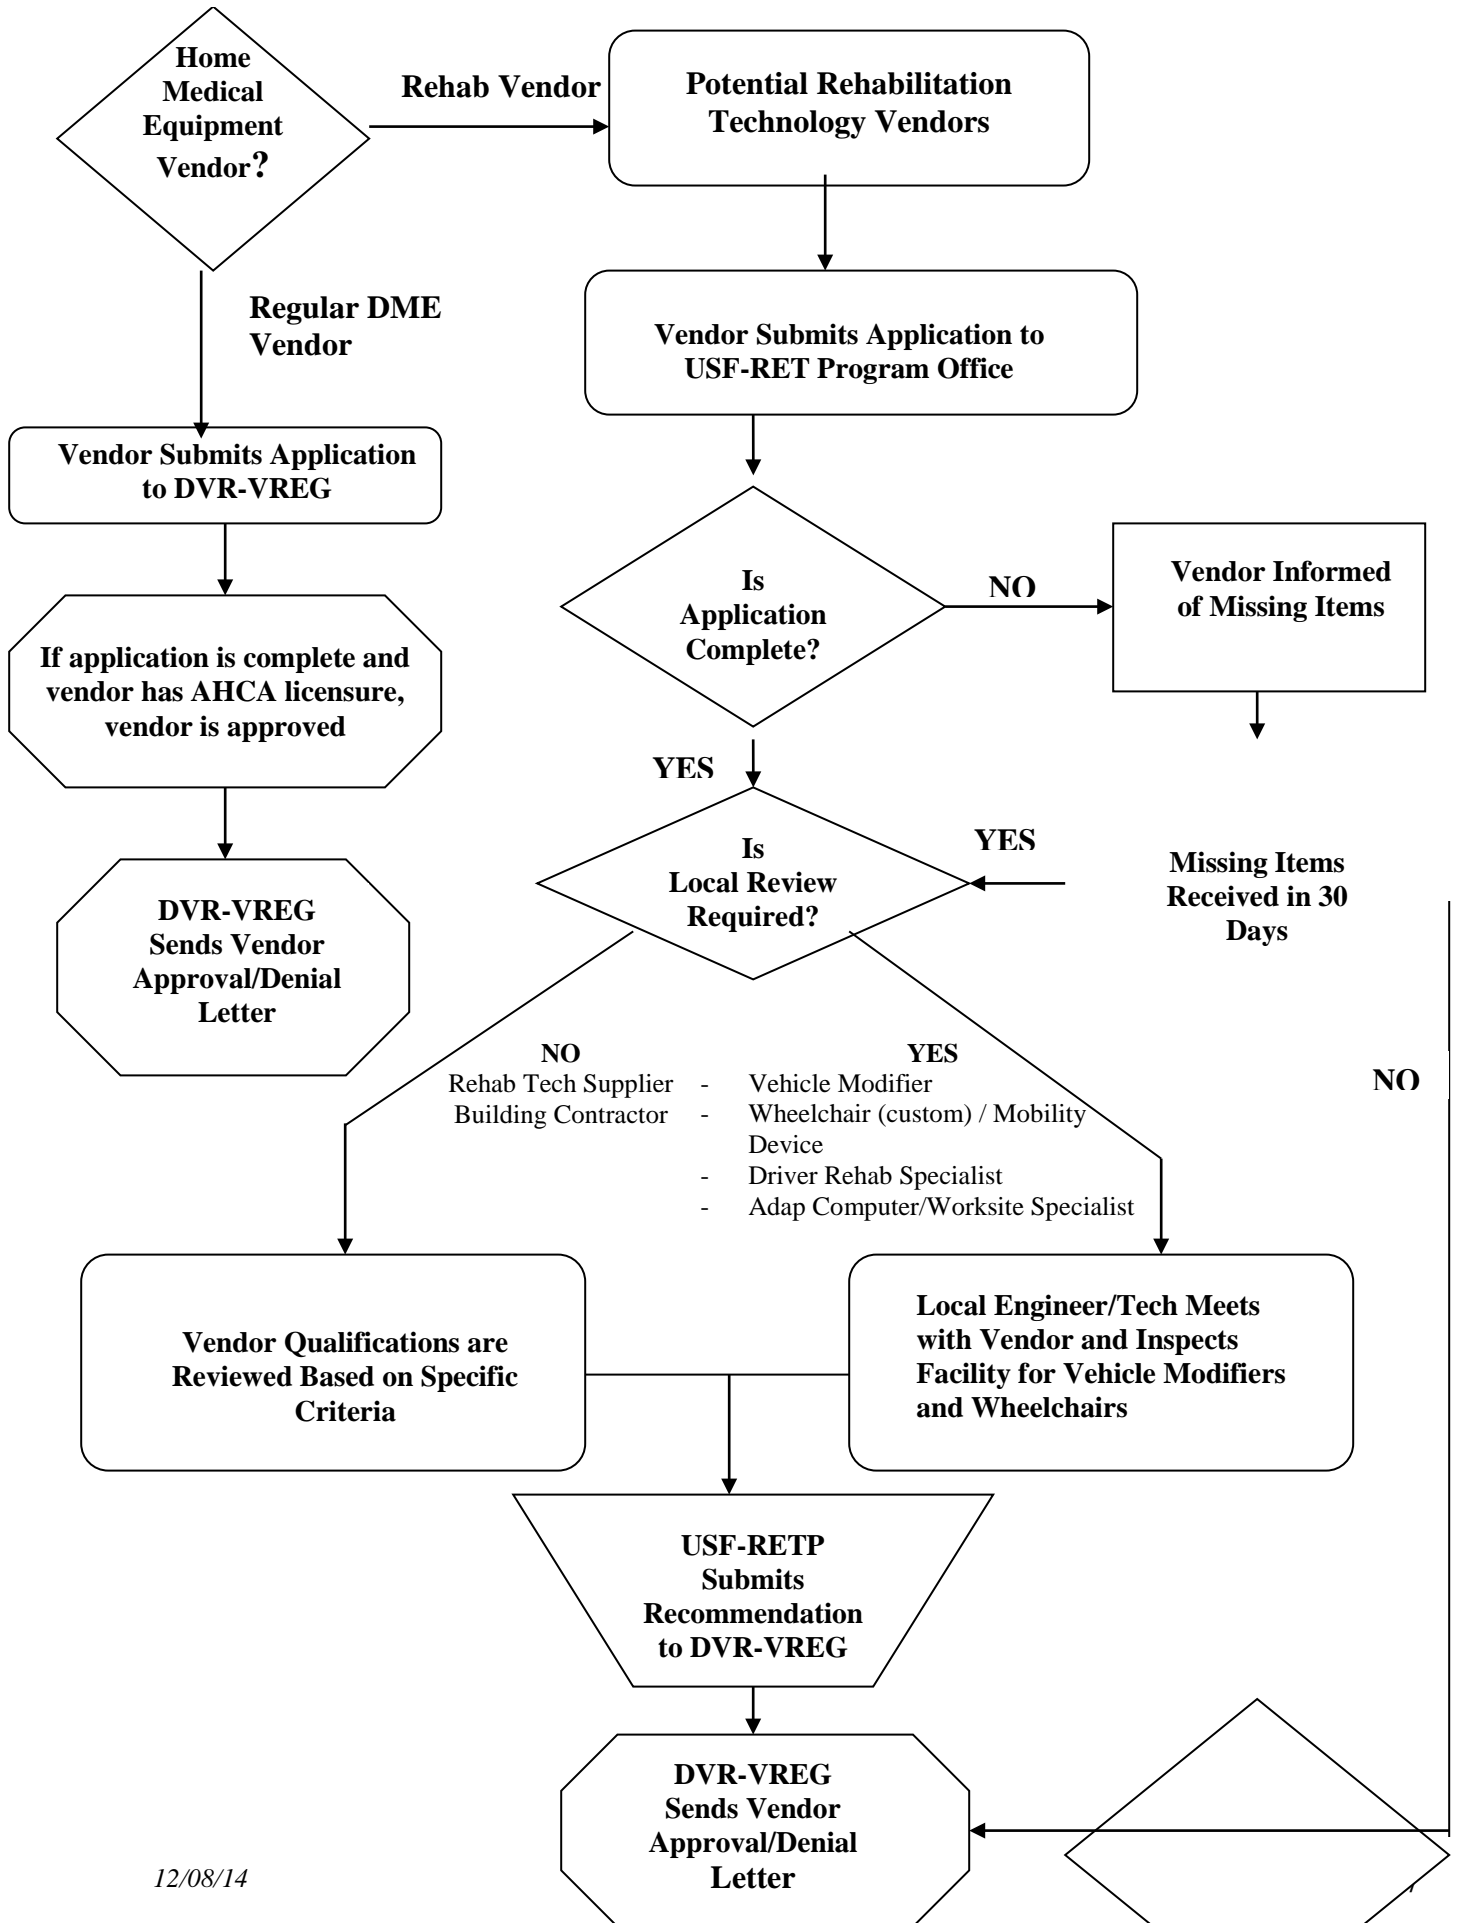 Home
Medical
Equipment
Vendor?
Rehab Vendor
Potential Rehabilitation
Technology Vendors
Regular DME
Vendor
Vendor Submits Application to
USF-RET Program Office
Vendor Submits Application
to DVR-VREG
Is
Application
Complete?
NO
Vendor Informed
of Missing Items
If application is complete and
vendor has AHCA licensure,
vendor is approved
YES
Is
Local Review
Required?
YES
Missing Items
Received in 30
Days
DVR-VREG
Sends Vendor
Approval/Denial
Letter
NO
Rehab Tech Supplier
Building Contractor
YES
- Vehicle Modifier
- Wheelchair (custom) / Mobility
Device
- Driver Rehab Specialist
- Adap Computer/Worksite Specialist
NO
Vendor Qualifications are
Reviewed Based on Specific
Criteria
Local Engineer/Tech Meets
with Vendor and Inspects
Facility for Vehicle Modifiers
and Wheelchairs
USF-RETP
Submits
Recommendation
to DVR-VREG
DVR-VREG
Sends Vendor
Approval/Denial
Letter
12/08/14